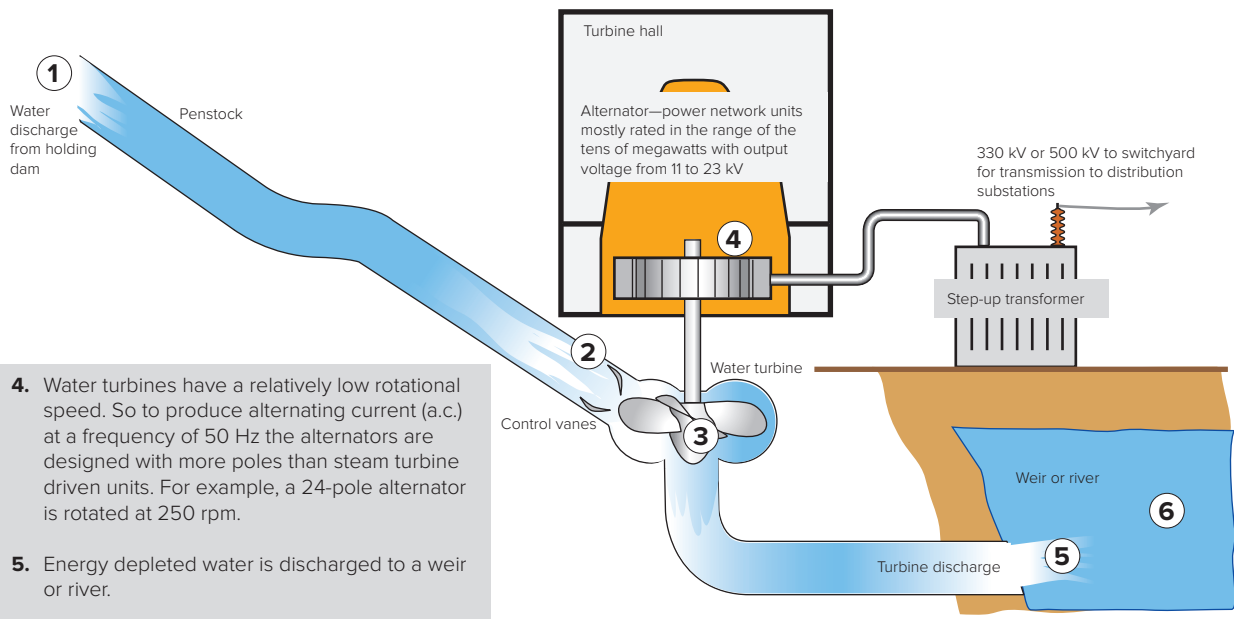 Turbine hall
1
Water
discharge
from holding
dam
Penstock
Alternator—power network units
mostly rated in the range of the
tens of megawatts with output
voltage from 11 to 23 kV
330 kV or 500 kV to switchyard
for transmission to distribution
substations
4
Step-up transformer
2
Water turbine
Control vanes
3
4. Water turbines have a relatively low rotational
speed. So to produce alternating current (a.c.)
at a frequency of 50 Hz the alternators are
designed with more poles than steam turbine
driven units. For example, a 24-pole alternator
is rotated at 250 rpm.
5. Energy depleted water is discharged to a weir
or river.
Weir or river
6
5
Turbine discharge